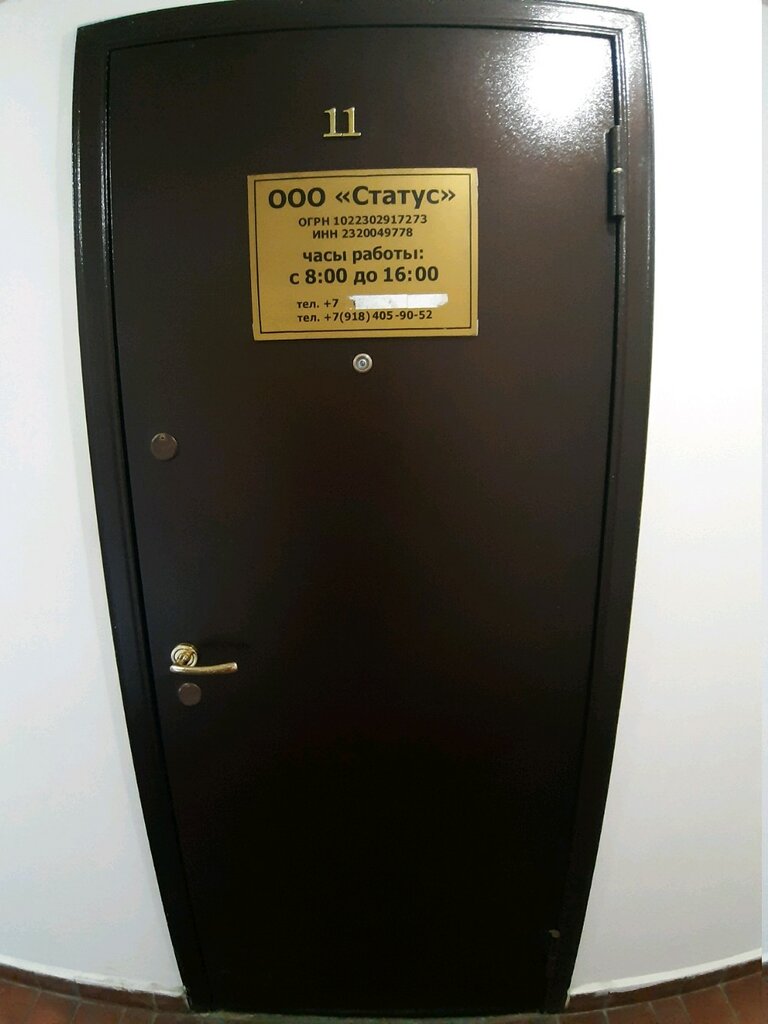 11
ООО «Статус»
ОГРН 1022302917273
ИНН 2320049778
часы работы:
с 8:00 до 16:00
тел. +7
тел. +7(918) 405-90-52